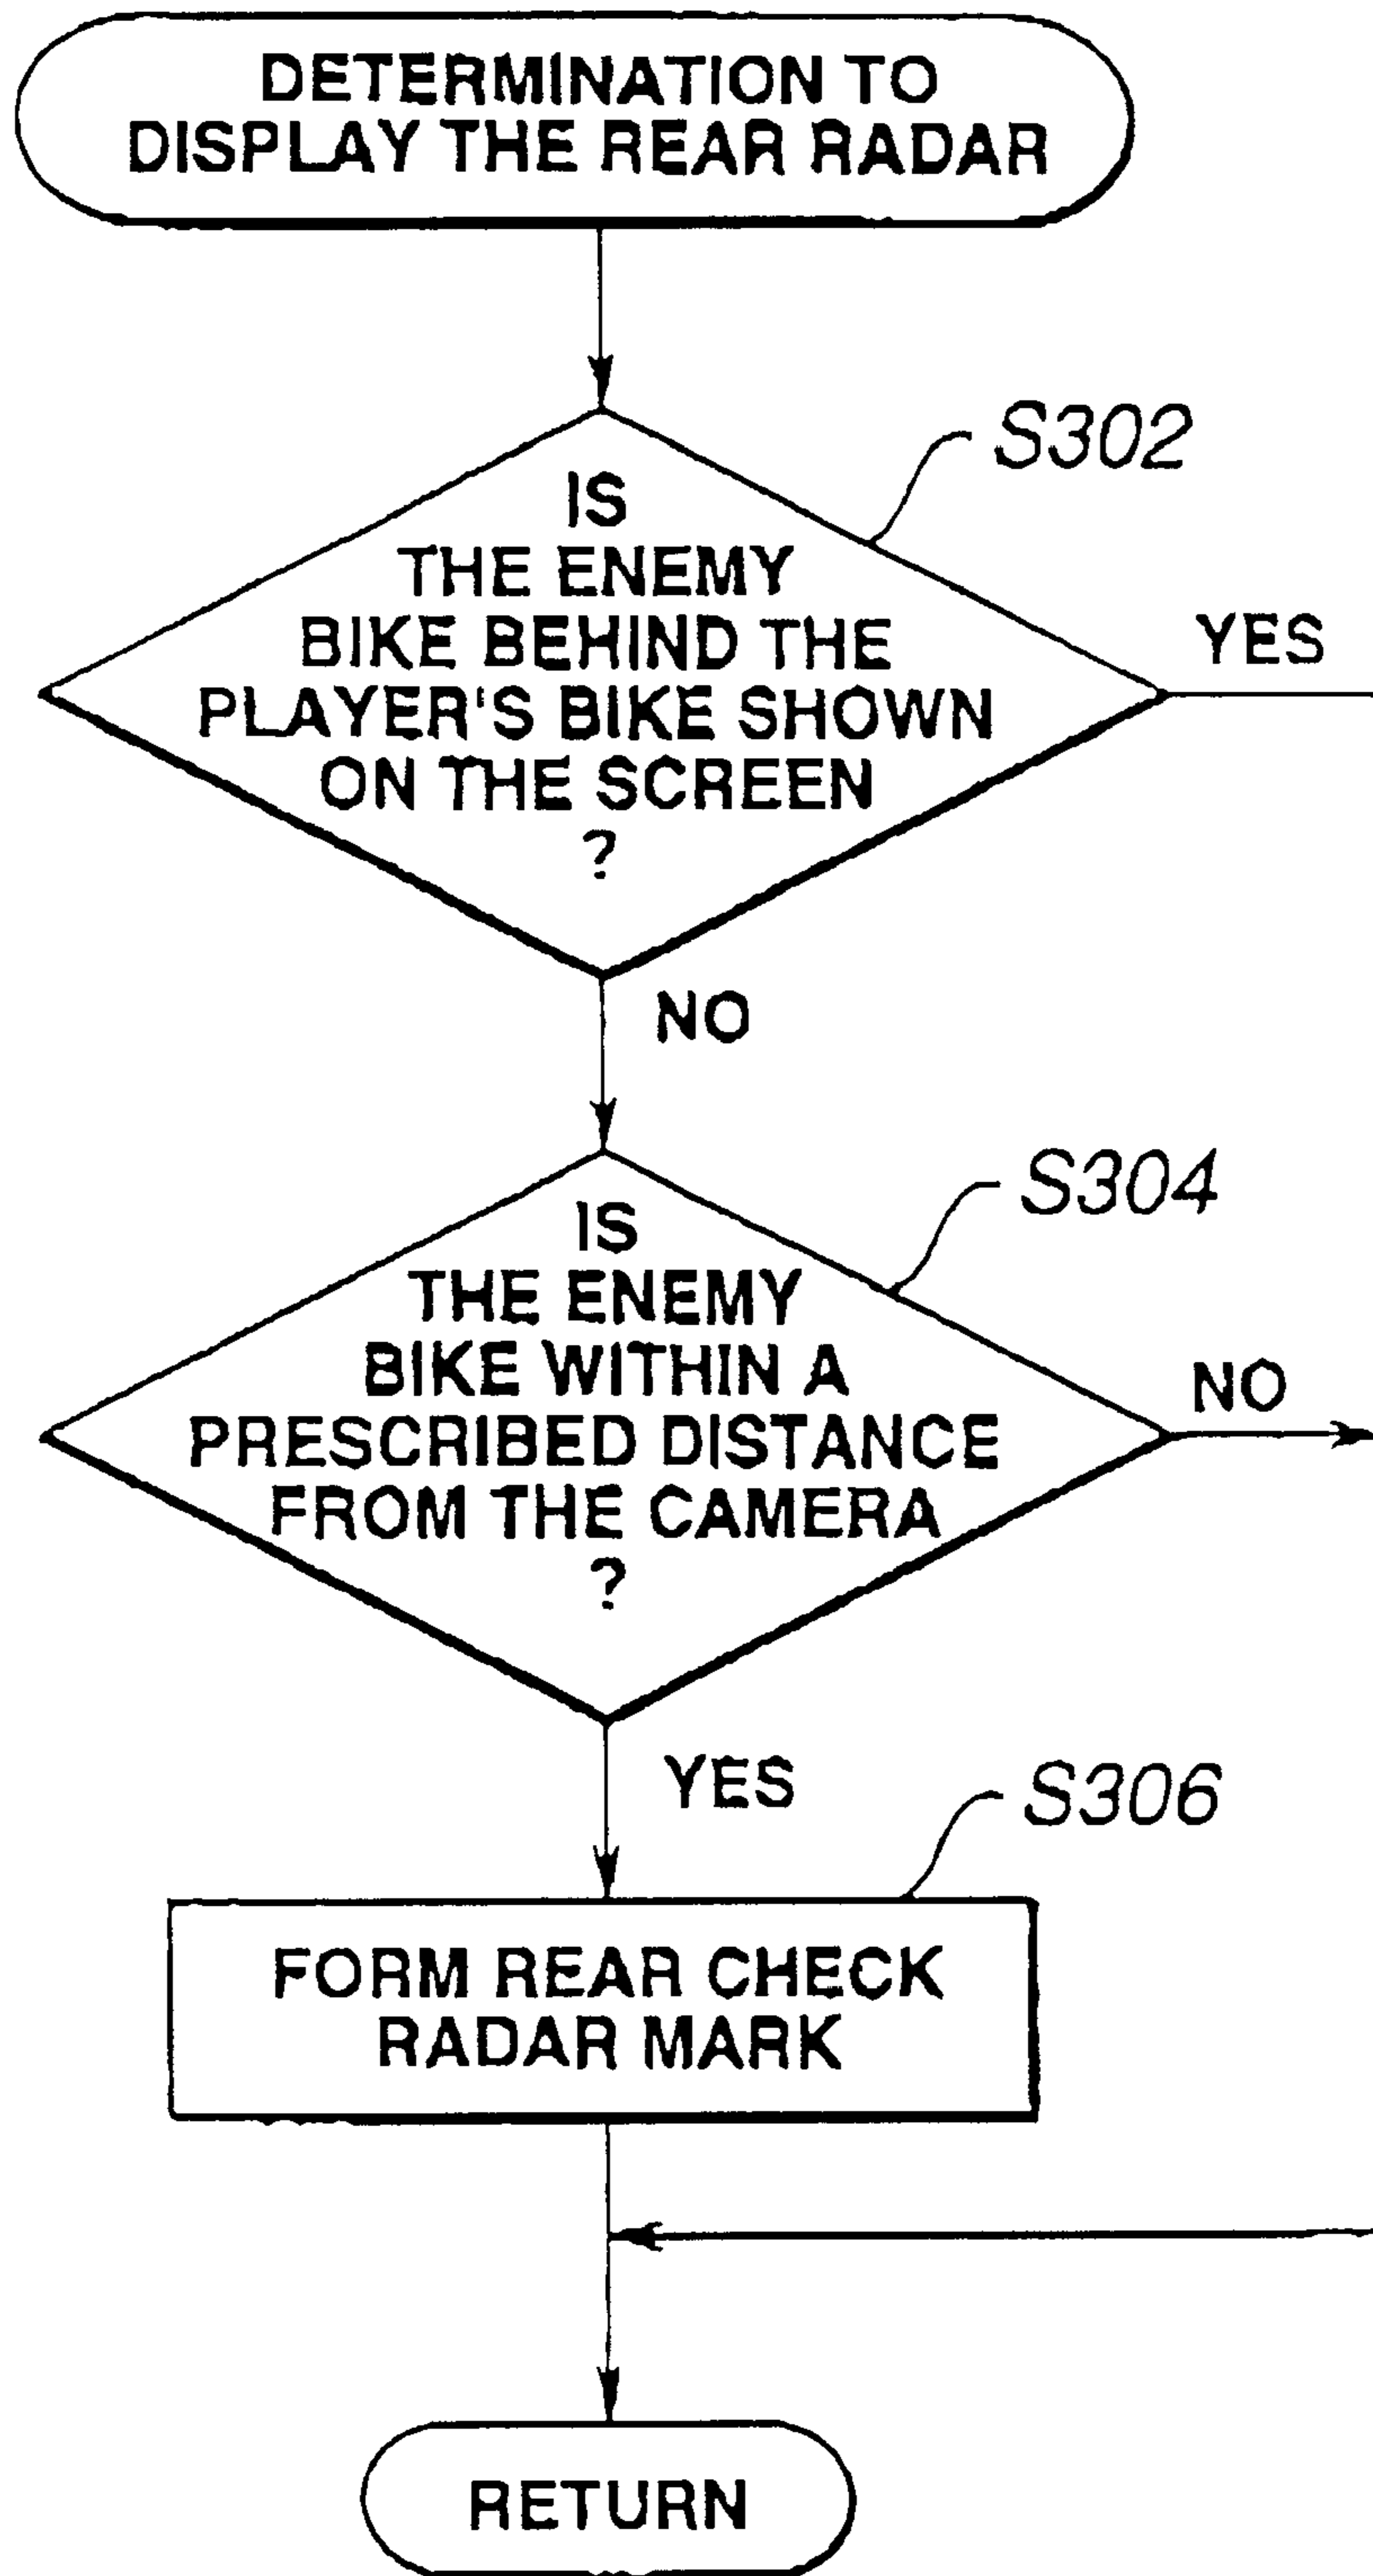 DETERMINATION TO
DISPLAY THE REAR RADAR
S302
IS
THE ENEMY
BIKE BEHIND THE
PLAYER'S BIKE SHOWN
ON THE SCREEN
?
YES
NO
S304
IS
THE ENEMY
BIKE WITHIN A
PRESCRIBED DISTANCE
FROM THE CAMERA
?
NO
YES
S306
FORM REAR CHECK
RADAR MARK
RETURN